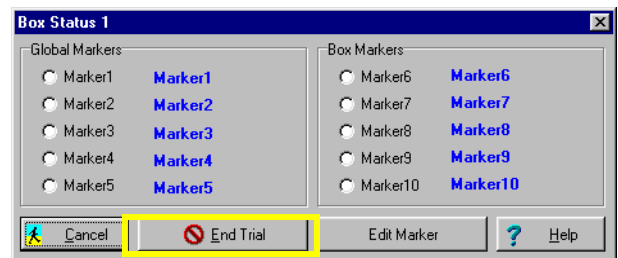 Box Status 1
Global Markers
Marker1 Marker1
Marker2 Marker2
Marker3 Marker3
Marker4 Marker4
Marker5 Marker5
Box Markers
Marker6 Marker6
Marker7 Marker7
Marker8 Marker8
Marker9 Marker9
Marker10 Marker10
Cancel End Trial Edit Marker Help